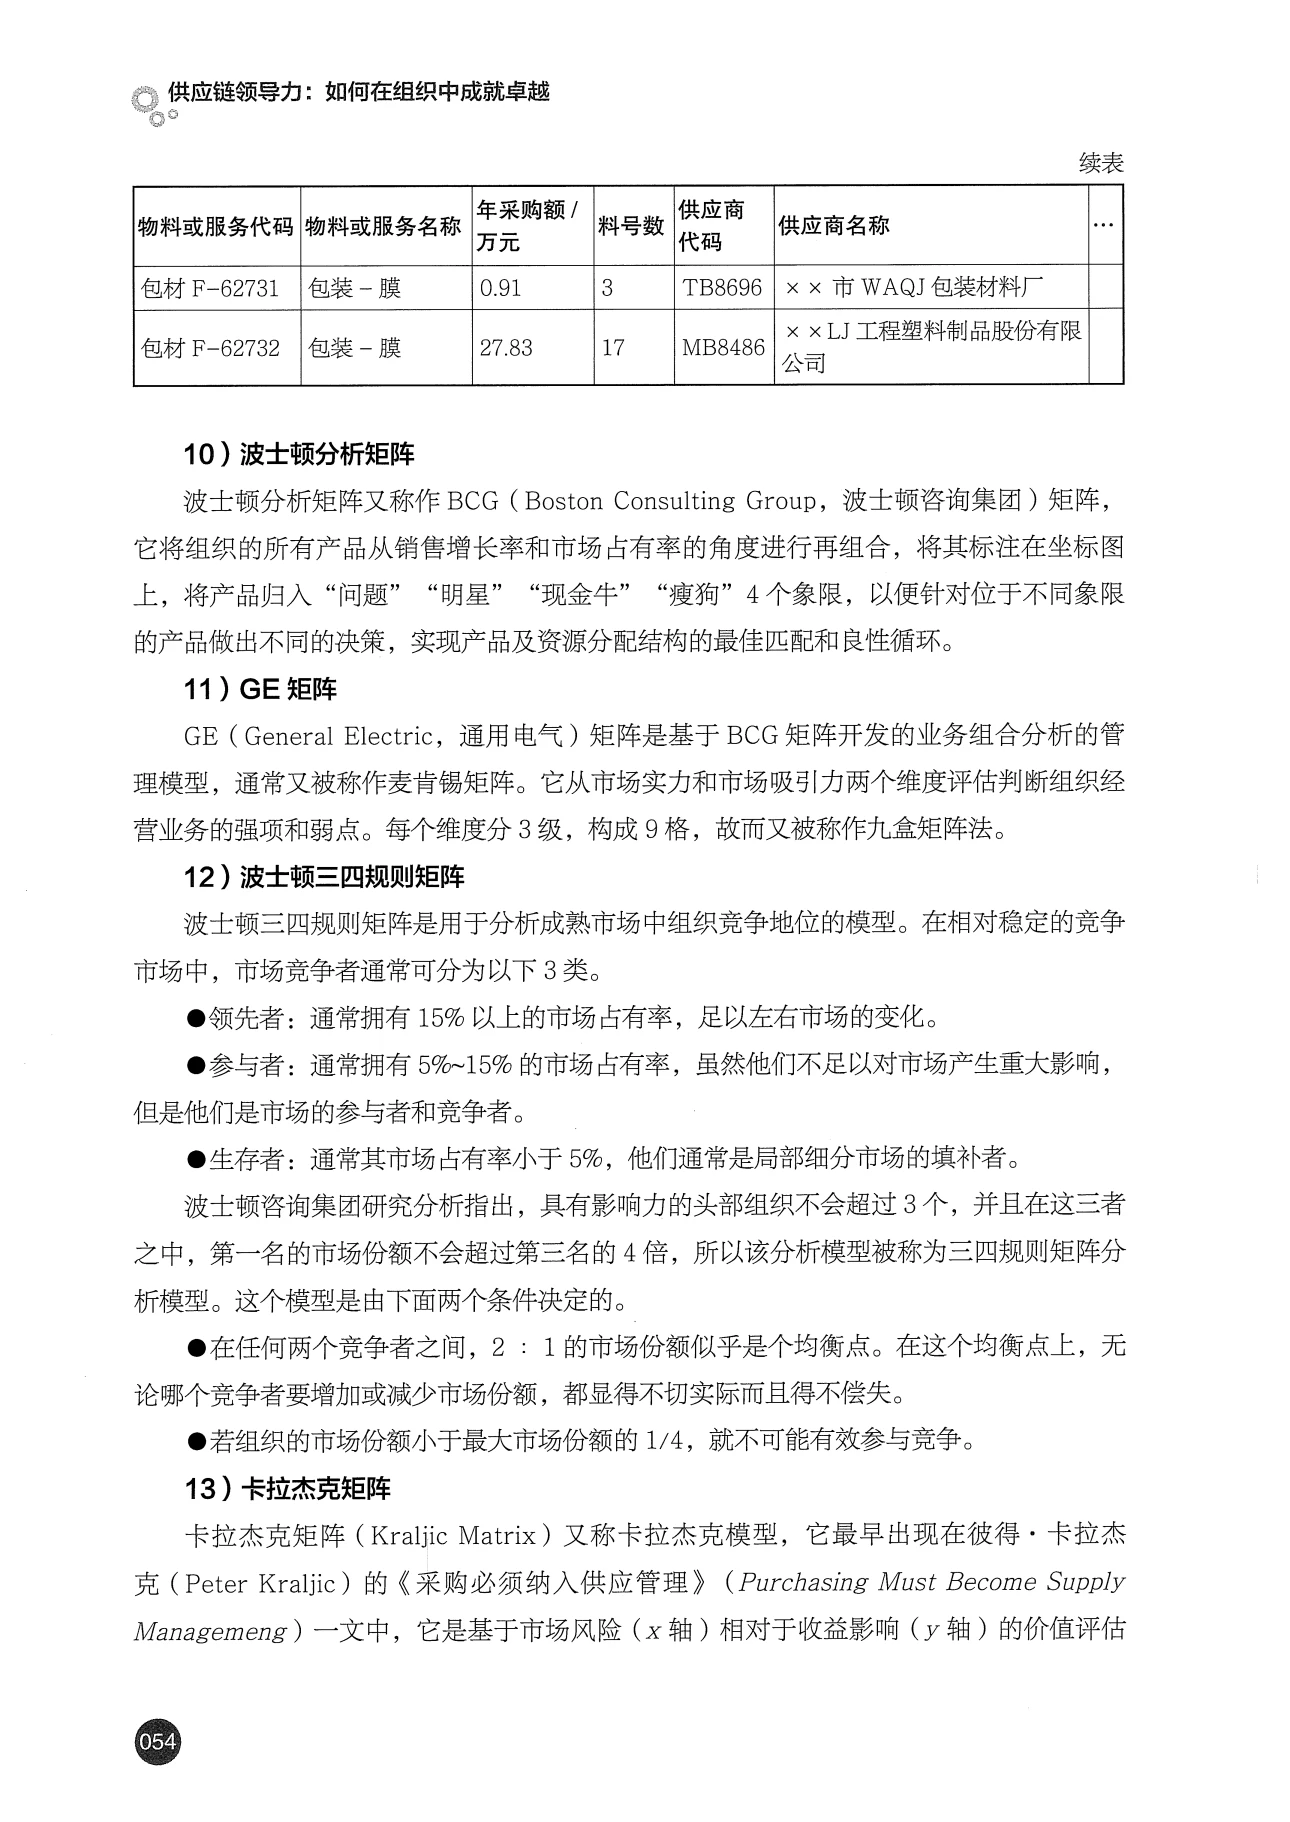 供应链领导力：如何在组织中成就卓越
续表
物料或服务代码 物料或服务名称 年采购额/万元 料号数 供应商代码 供应商名称 …
包材 F-62731 包装-膜 0.91 3 TB8696 ××市WAQJ包装材料厂
包材 F-62732 包装-膜 27.83 17 MB8486 ××LJ工程塑料制品股份有限公司
10）波士顿分析矩阵
波士顿分析矩阵又称作 BCG（Boston Consulting Group，波士顿咨询集团）矩阵，
它将组织的所有产品从销售增长率和市场占有率的角度进行再组合，将其标注在坐标图
上，将产品归入“问题”“明星”“现金牛”“瘦狗”4 个象限，以便针对位于不同象限
的产品做出不同的决策，实现产品及资源分配结构的最佳匹配和良性循环。
11）GE 矩阵
GE（General Electric，通用电气）矩阵是基于 BCG 矩阵开发的业务组合分析的管
理模型，通常又被称作麦肯锡矩阵。它从市场实力和市场吸引力两个维度评估判断组织经
营业务的强项和弱点。每个维度分 3 级，构成 9 格，故而又被称作九盒矩阵法。
12）波士顿三四规则矩阵
波士顿三四规则矩阵是用于分析成熟市场中组织竞争地位的模型。在相对稳定的竞争
市场中，市场竞争者通常可分为以下 3 类。
●领先者：通常拥有 15% 以上的市场占有率，足以左右市场的变化。
●参与者：通常拥有 5%~15% 的市场占有率，虽然他们不足以对市场产生重大影响，
但是他们是市场的参与者和竞争者。
●生存者：通常其市场占有率小于 5%，他们通常是局部细分市场的填补者。
波士顿咨询集团研究分析指出，具有影响力的头部组织不会超过 3 个，并且在这三者
之中，第一名的市场份额不会超过第三名的 4 倍，所以该分析模型被称为三四规则矩阵分
析模型。这个模型是由下面两个条件决定的。
●在任何两个竞争者之间，2 : 1 的市场份额似乎是个均衡点。在这个均衡点上，无
论哪个竞争者要增加或减少市场份额，都显得不切实际而且得不偿失。
●若组织的市场份额小于最大市场份额的 1/4，就不可能有效参与竞争。
13）卡拉杰克矩阵
卡拉杰克矩阵（Kraljic Matrix）又称卡拉杰克模型，它最早出现在彼得·卡拉杰
克（Peter Kraljic）的《采购必须纳入供应管理》（Purchasing Must Become Supply
Managemeng）一文中，它是基于市场风险（x 轴）相对于收益影响（y 轴）的价值评估
054